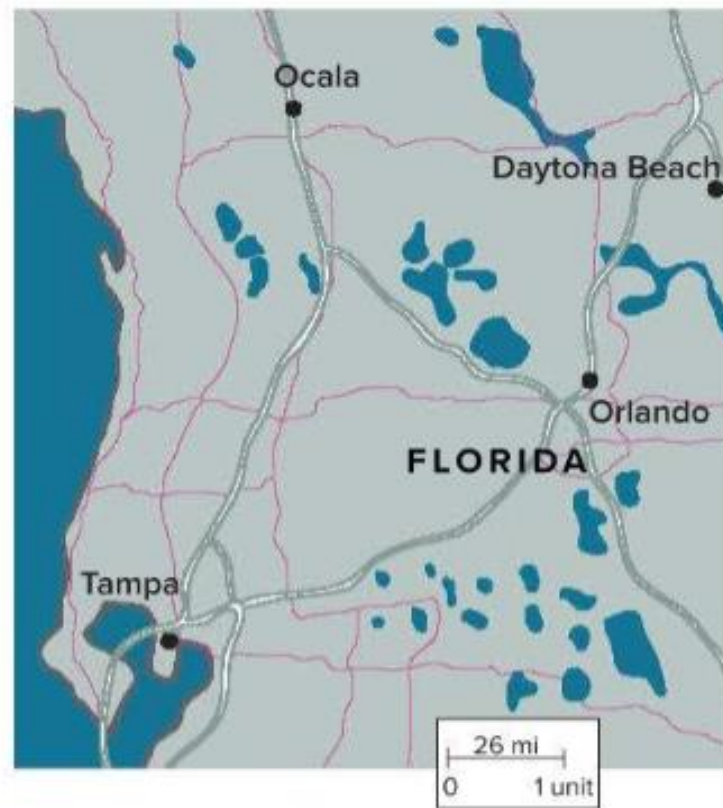 Ocala
Daytona Beach
Orlando
FLORIDA
Tampa
26 mi
0 1 unit